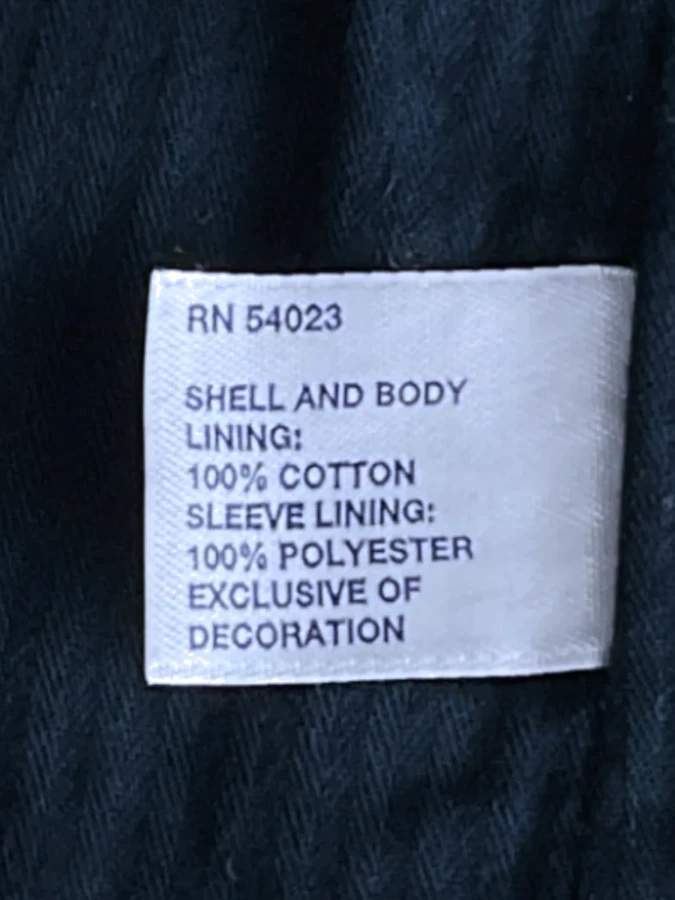 RN 54023
SHELL AND BODY
LINING:
100% COTTON
SLEEVE LINING:
100% POLYESTER
EXCLUSIVE OF
DECORATION